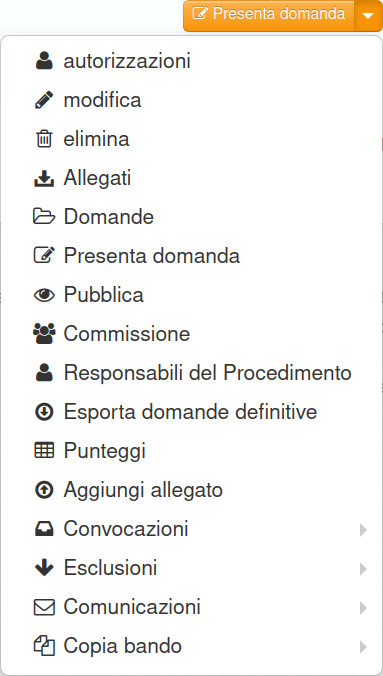 Presenta domanda
autorizzazioni
modifica
elimina
Allegati
Domande
Presenta domanda
Pubblica
Commissione
Responsabili del Procedimento
Esporta domande definitive
Punteggi
Aggiungi allegato
Convocazioni
Esclusioni
Comunicazioni
Copia bando